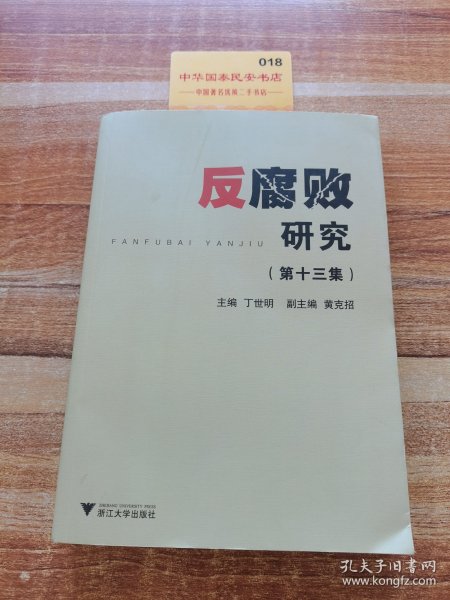 018
中华国泰民安书店
中国著名练摊二手书店
反腐败
FANFUBAI YANJIU
研究
（第十三集）
主编 丁世明 副主编 黄克招
ZHEJIANG UNIVERSITY PRESS
浙江大学出版社
孔夫子旧书网
www.kongfz.com